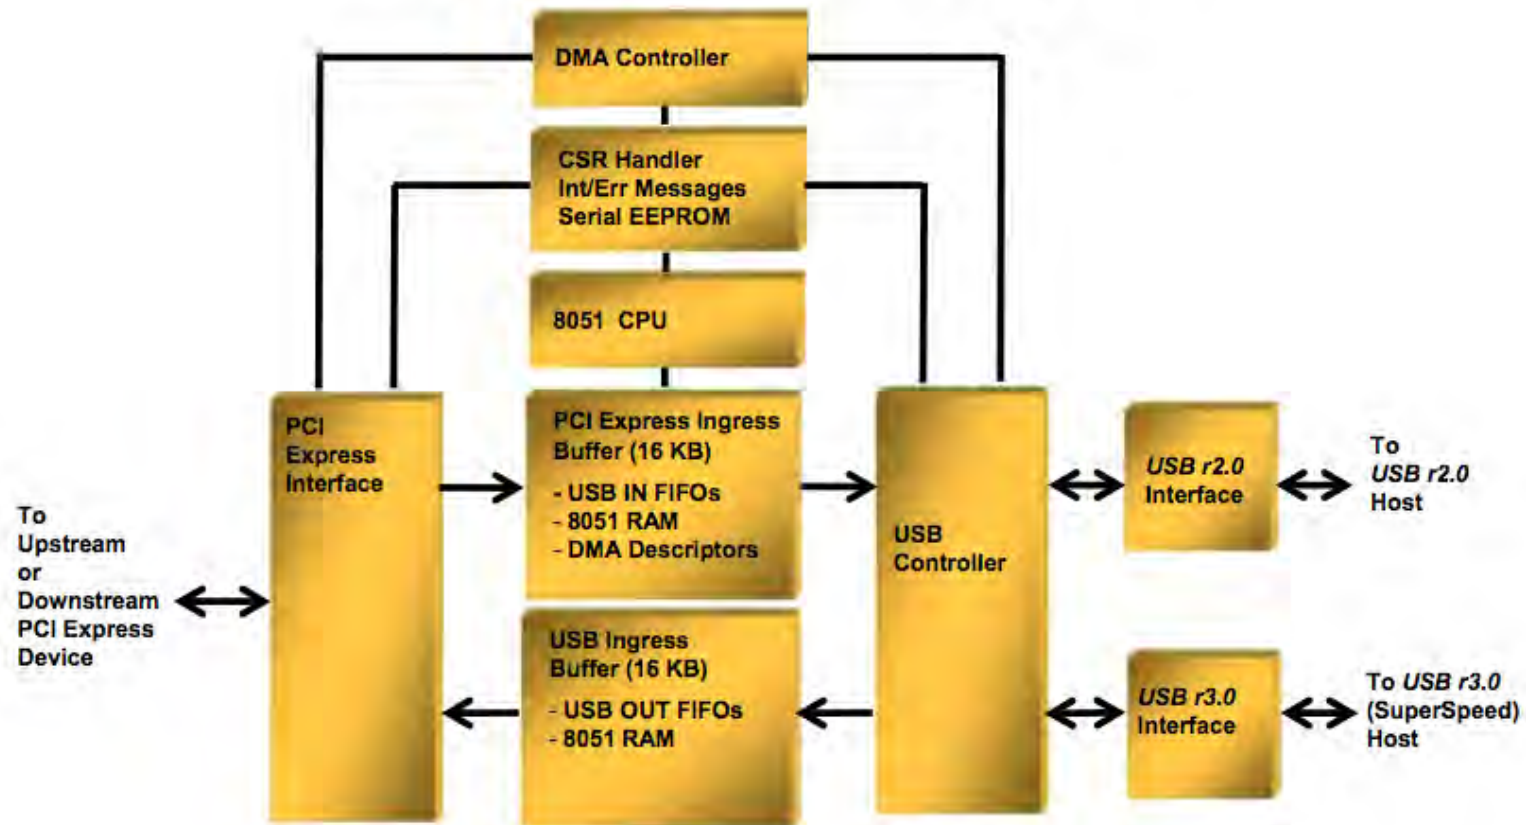 DMA Controller
CSR Handler
Int/Err Messages
Serial EEPROM
8051 CPU
PCI
Express
Interface
PCI Express Ingress
Buffer (16 KB)
- USB IN FIFOs
- 8051 RAM
- DMA Descriptors
USB Ingress
Buffer (16 KB)
- USB OUT FIFOs
- 8051 RAM
USB
Controller
USB r2.0
Interface
To
USB r2.0
Host
USB r3.0
Interface
To USB r3.0
(SuperSpeed)
Host
To
Upstream
or
Downstream
PCI Express
Device